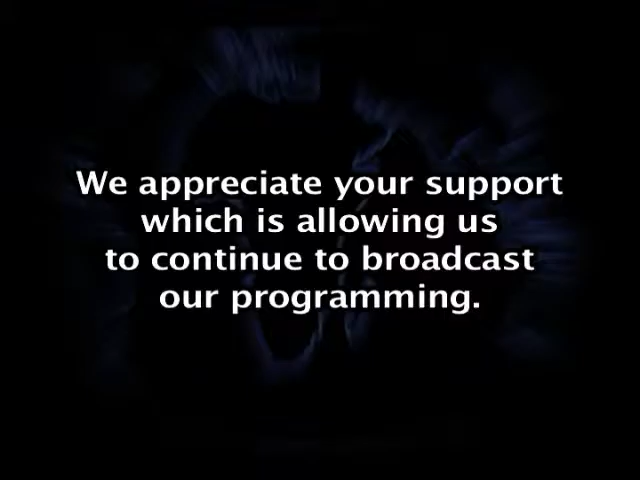 We appreciate your support
which is allowing us
to continue to broadcast
our programming.